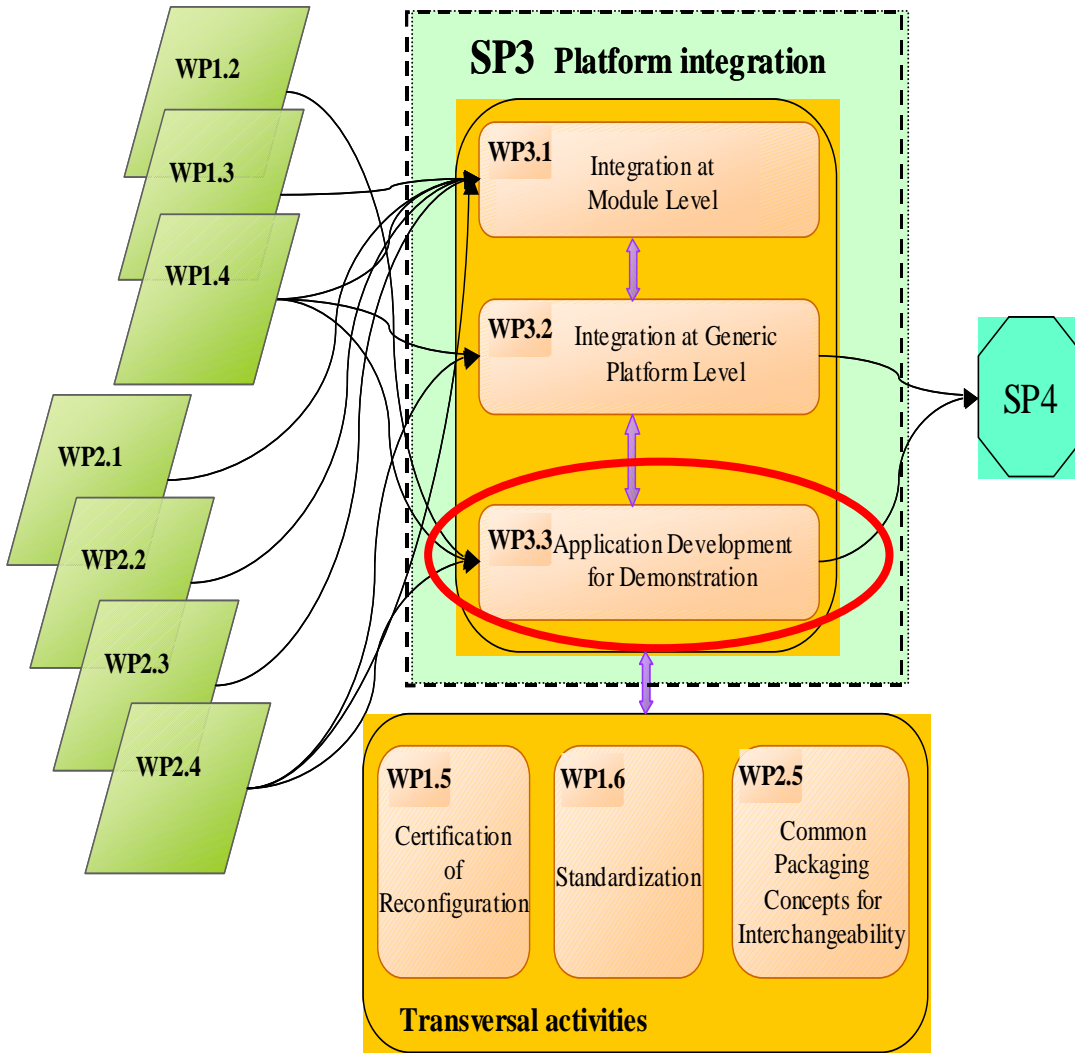 WP1.2
WP1.3
WP1.4
WP2.1
WP2.2
WP2.3
WP2.4
SP3 Platform integration
WP3.1
Integration at
Module Level
WP3.2
Integration at Generic
Platform Level
WP3.3
Application Development
for Demonstration
SP4
WP1.5
Certification
of
Reconfiguration
WP1.6
Standardization
WP2.5
Common
Packaging
Concepts for
Interchangeability
Transversal activities